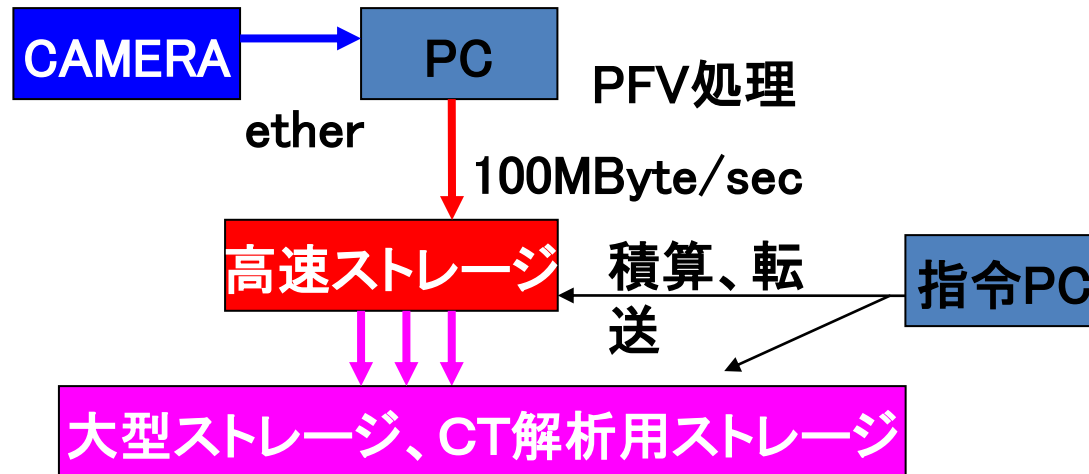 CAMERA
PC
PFV処理
ether
100MByte/sec
高速ストレージ
積算、転
送
指令PC
大型ストレージ、CT解析用ストレージ